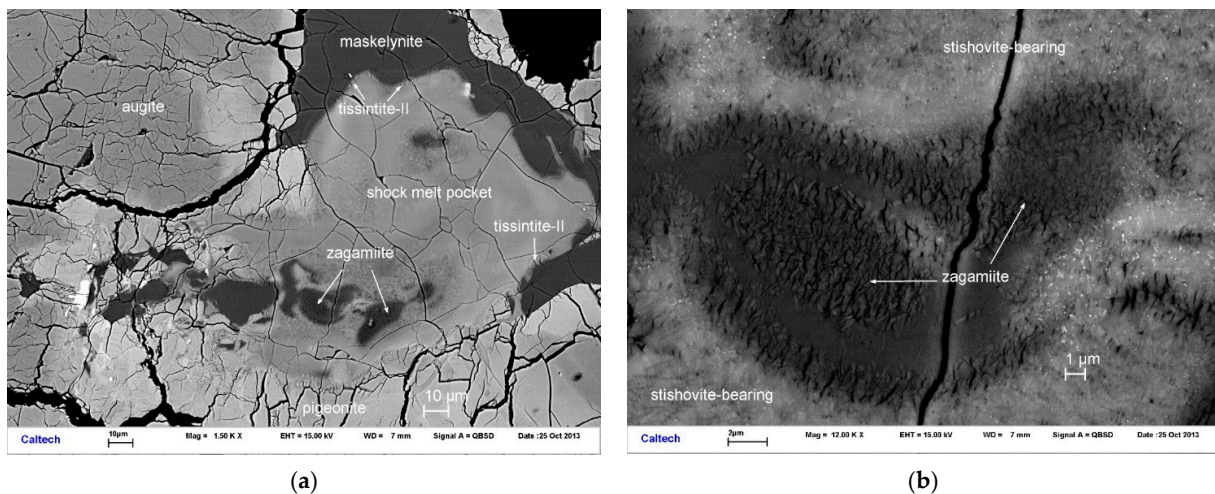 maskelynite
augite
tissintite-II
shock melt pocket
tissintite-II
zagamiite
10 µm
pigeonite
Caltech
10µm
Mag = 1.50 K X EHT = 15.00 kV WD = 7 mm Signal A = QBSD Date :25 Oct 2013
(a)
stishovite-bearing
zagamiite
1 µm
stishovite-bearing
Caltech
2µm
Mag = 12.00 K X EHT = 15.00 kV WD = 7 mm Signal A = QBSD Date :25 Oct 2013
(b)